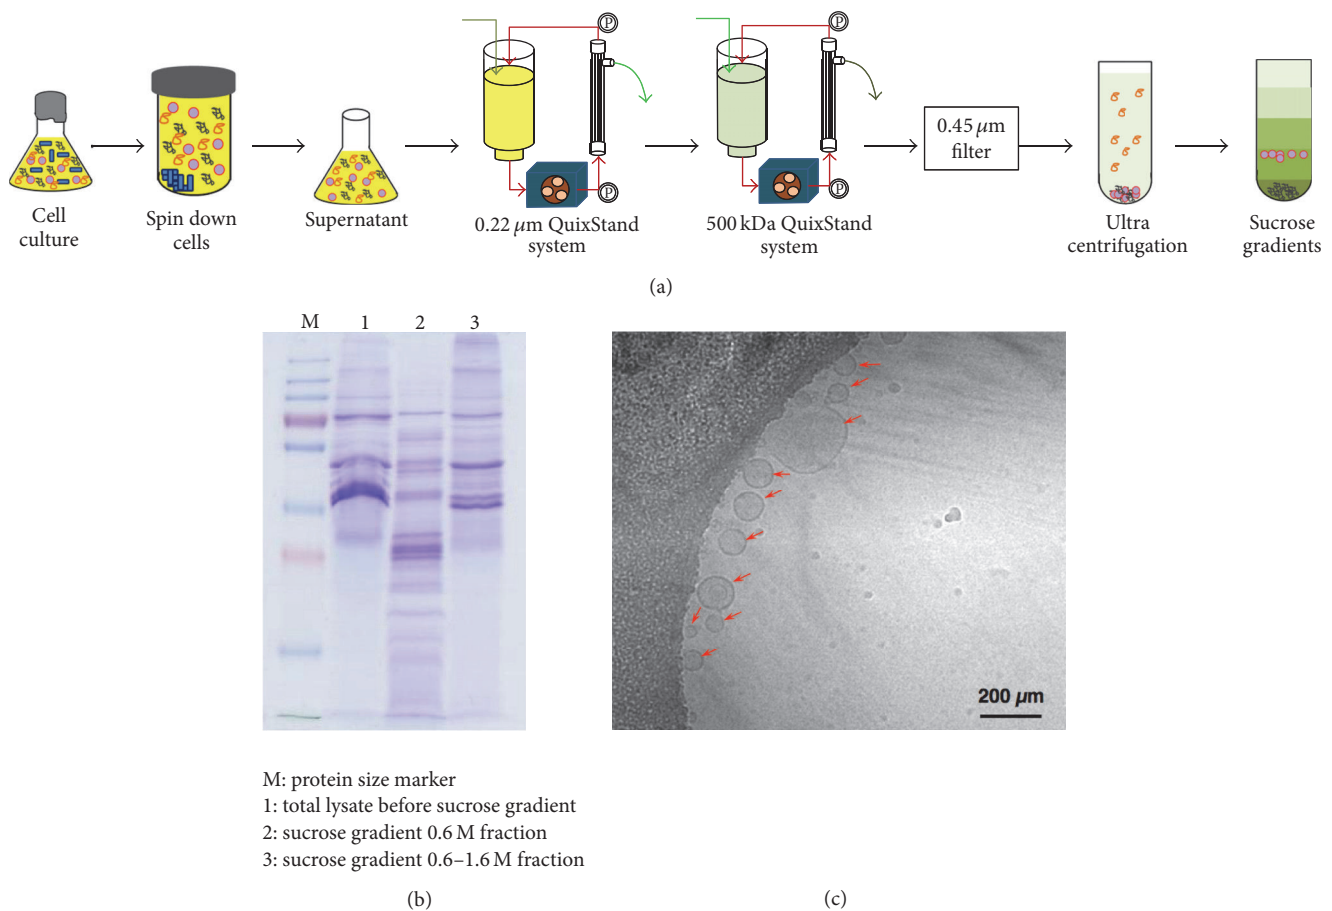 P
P
0.45 µm
filter
P
P
Cell
culture
Spin down
cells
Supernatant
0.22 µm QuixStand
system
500 kDa QuixStand
system
Ultra
centrifugation
Sucrose
gradients
(a)
M 1 2 3
200 µm
M: protein size marker
1: total lysate before sucrose gradient
2: sucrose gradient 0.6 M fraction
3: sucrose gradient 0.6–1.6 M fraction
(b)
(c)